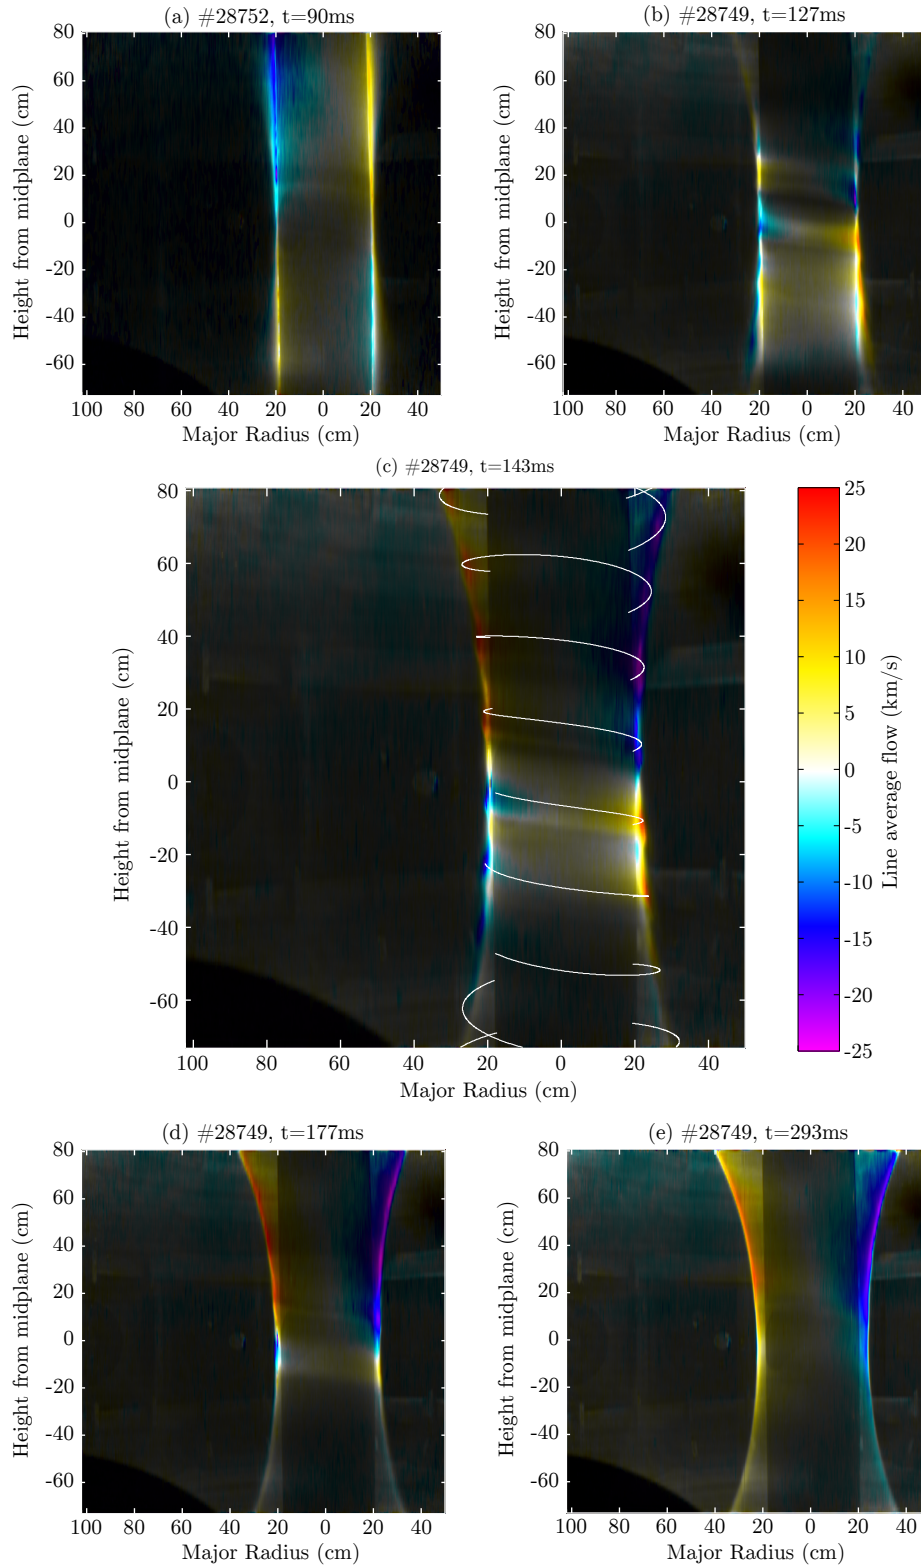 (a) #28752, t=90ms
(b) #28749, t=127ms
80
60
40
20
0
-20
-40
-60
Height from midplane (cm)
100 80 60 40 20 0 20 40
Major Radius (cm)
80
60
40
20
0
-20
-40
-60
Height from midplane (cm)
100 80 60 40 20 0 20
Major Radius (cm)
(c) #28749, t=143ms
80
60
40
20
0
-20
-40
-60
Height from midplane (cm)
100 80 60 40 20 0 20 40
Major Radius (cm)
25
20
15
10
5
0
-5
-10
-15
-20
-25
Line average flow (km/s)
(d) #28749, t=177ms
(e) #28749, t=293ms
80
60
40
20
0
-20
-40
-60
Height from midplane (cm)
100 80 60 40 20 0 20 40
Major Radius (cm)
80
60
40
20
0
-20
-40
-60
Height from midplane (cm)
100 80 60 40 20 0 20
Major Radius (cm)